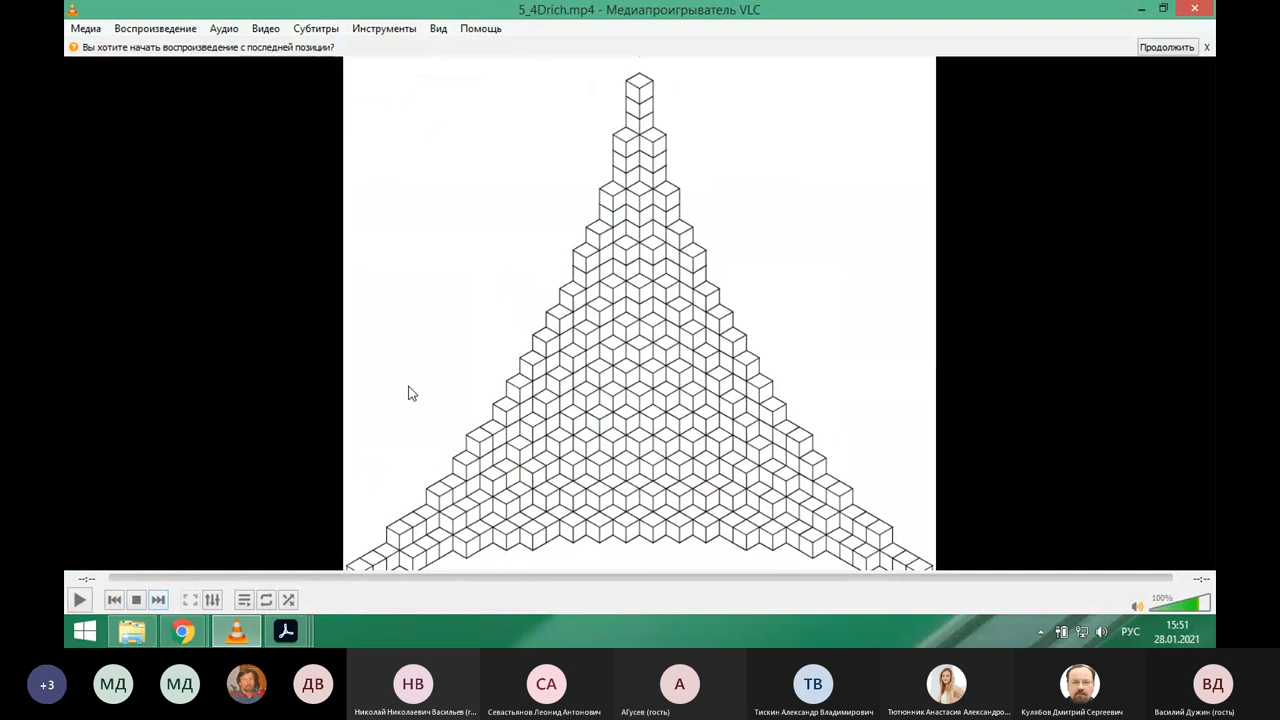 5_4Drich.mp4 - Медиапроигрыватель VLC
Медиа Воспроизведение Аудио Видео Субтитры Инструменты Вид Помощь
Вы хотите начать воспроизведение с последней позиции? Продолжить X
--:-- --:--
100%
РУС 15:51
28.01.2021
+3 МД МД ДВ НВ СА А ТВ ВД
Николай Николаевич Васильев (г... Севастьянов Леонид Антонович АГусев (гость) Тискин Александр Владимирович Тютюнник Анастасия Александро... Кулябов Дмитрий Сергеевич Василий Дужин (гость)